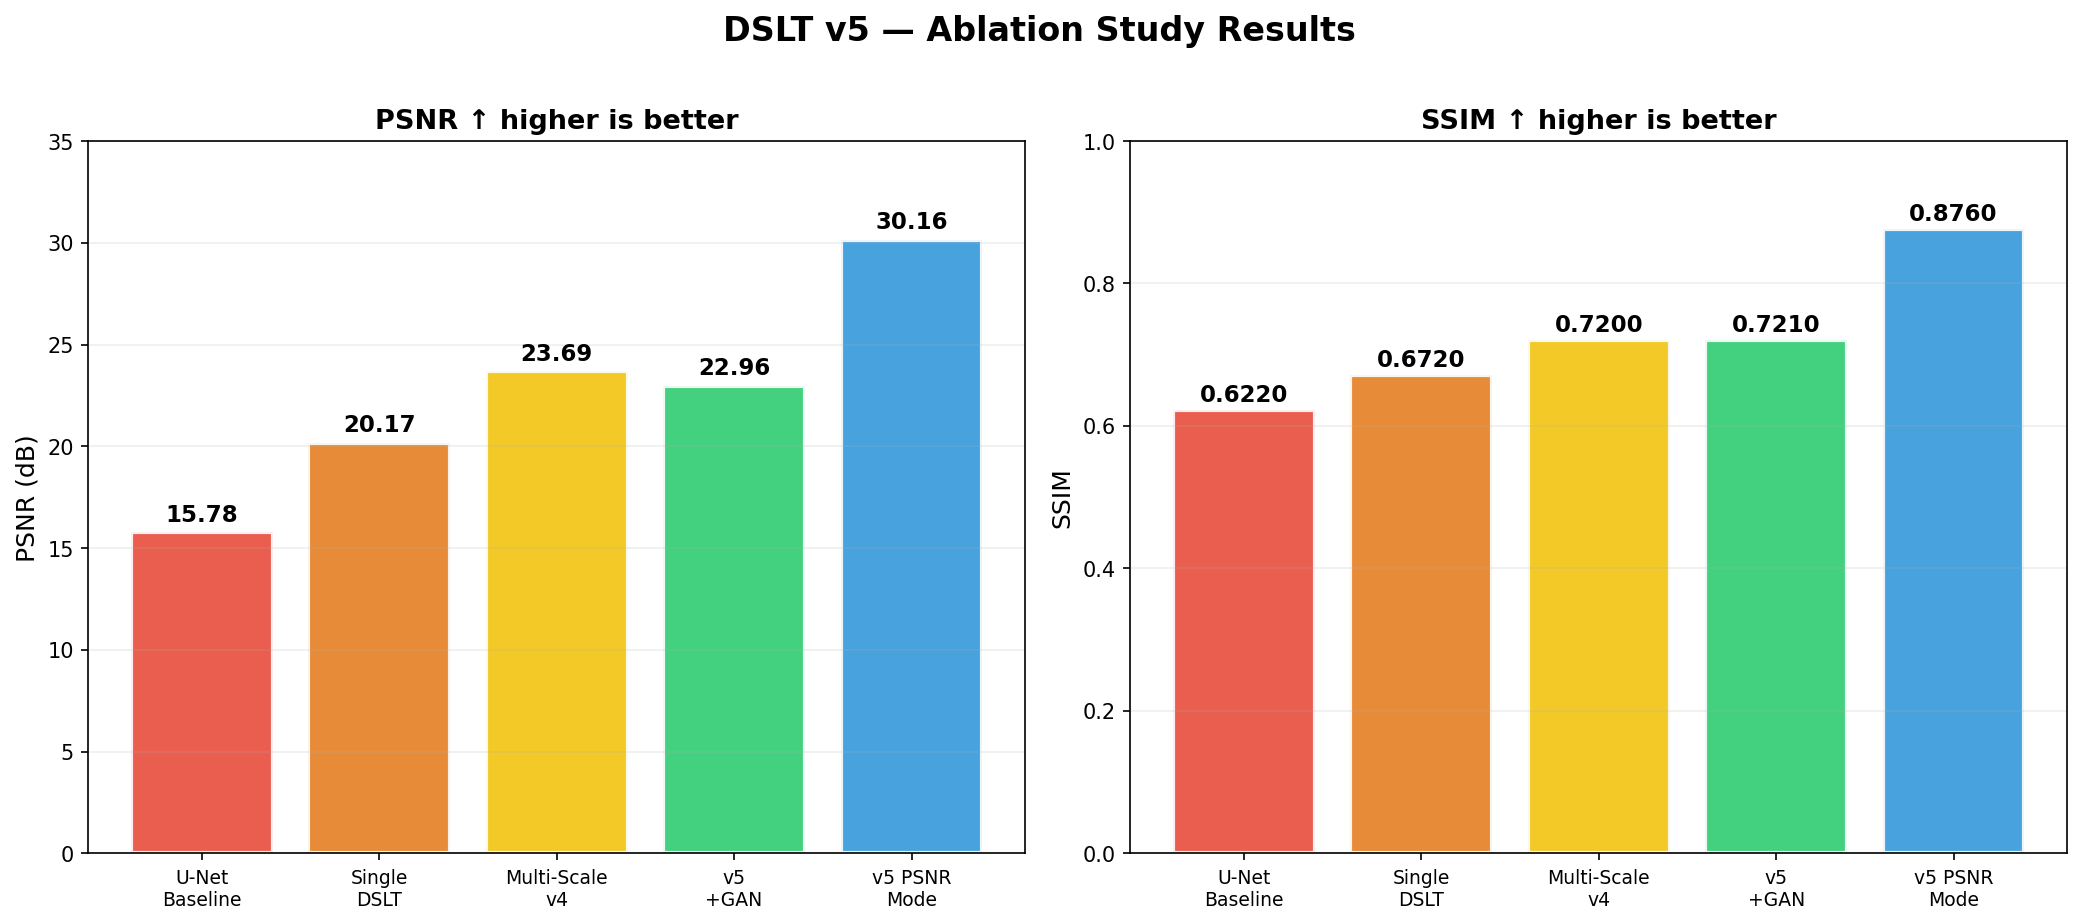 DSLT v5 — Ablation Study Results
PSNR ↑ higher is better
PSNR (dB)
35
30
25
20
15
10
5
0
15.78
20.17
23.69
22.96
30.16
U-Net
Baseline
Single
DSLT
Multi-Scale
v4
v5
+GAN
v5 PSNR
Mode
SSIM ↑ higher is better
SSIM
1.0
0.8
0.6
0.4
0.2
0.0
0.6220
0.6720
0.7200
0.7210
0.8760
U-Net
Baseline
Single
DSLT
Multi-Scale
v4
v5
+GAN
v5 PSNR
Mode